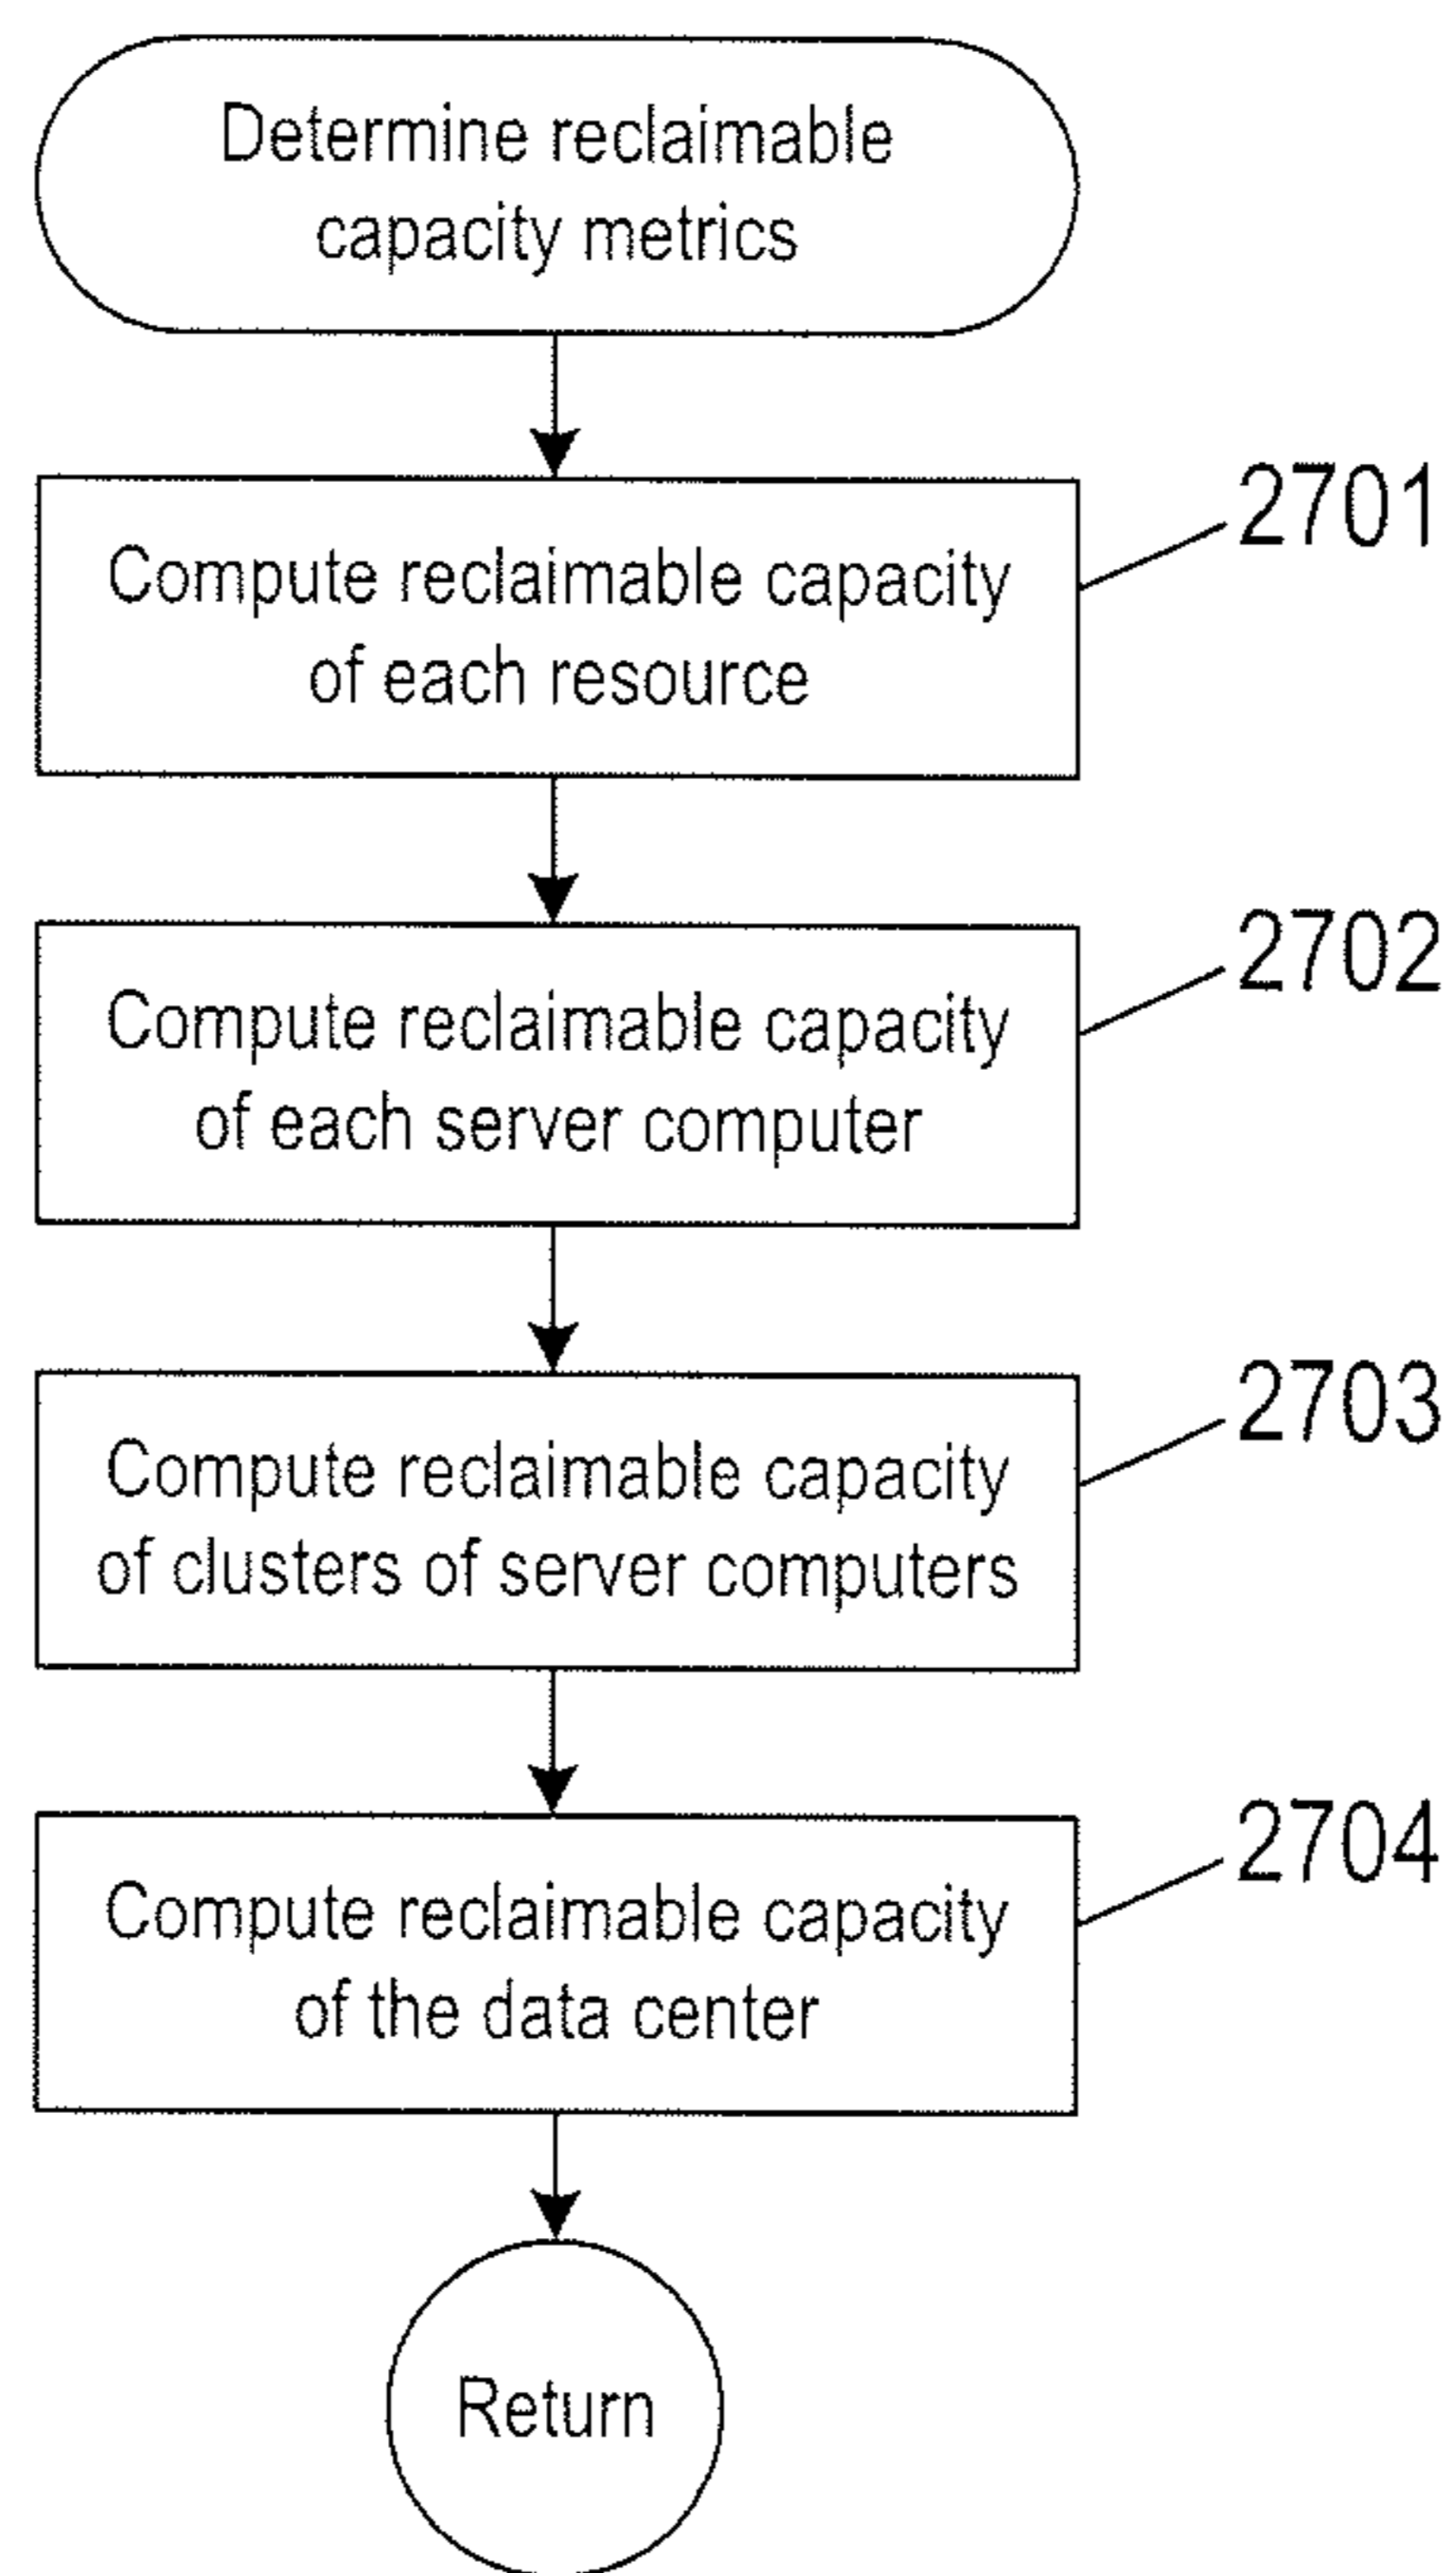 Determine reclaimable
capacity metrics
2701
Compute reclaimable capacity
of each resource
2702
Compute reclaimable capacity
of each server computer
2703
Compute reclaimable capacity
of clusters of server computers
2704
Compute reclaimable capacity
of the data center
Return